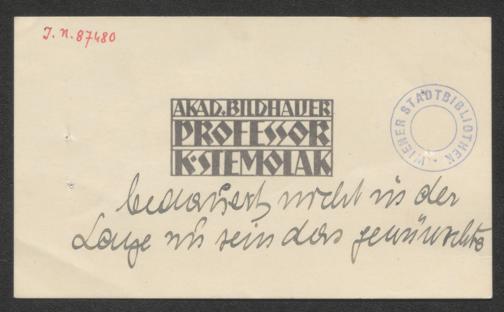 J. N. 87480
AKAD. BILDHAUER
PROFESSOR
K. STEMOLAK
WIENER STADTBIBLIOTHEK
bedauert, nicht in der
Lage zu sein das gewünschte